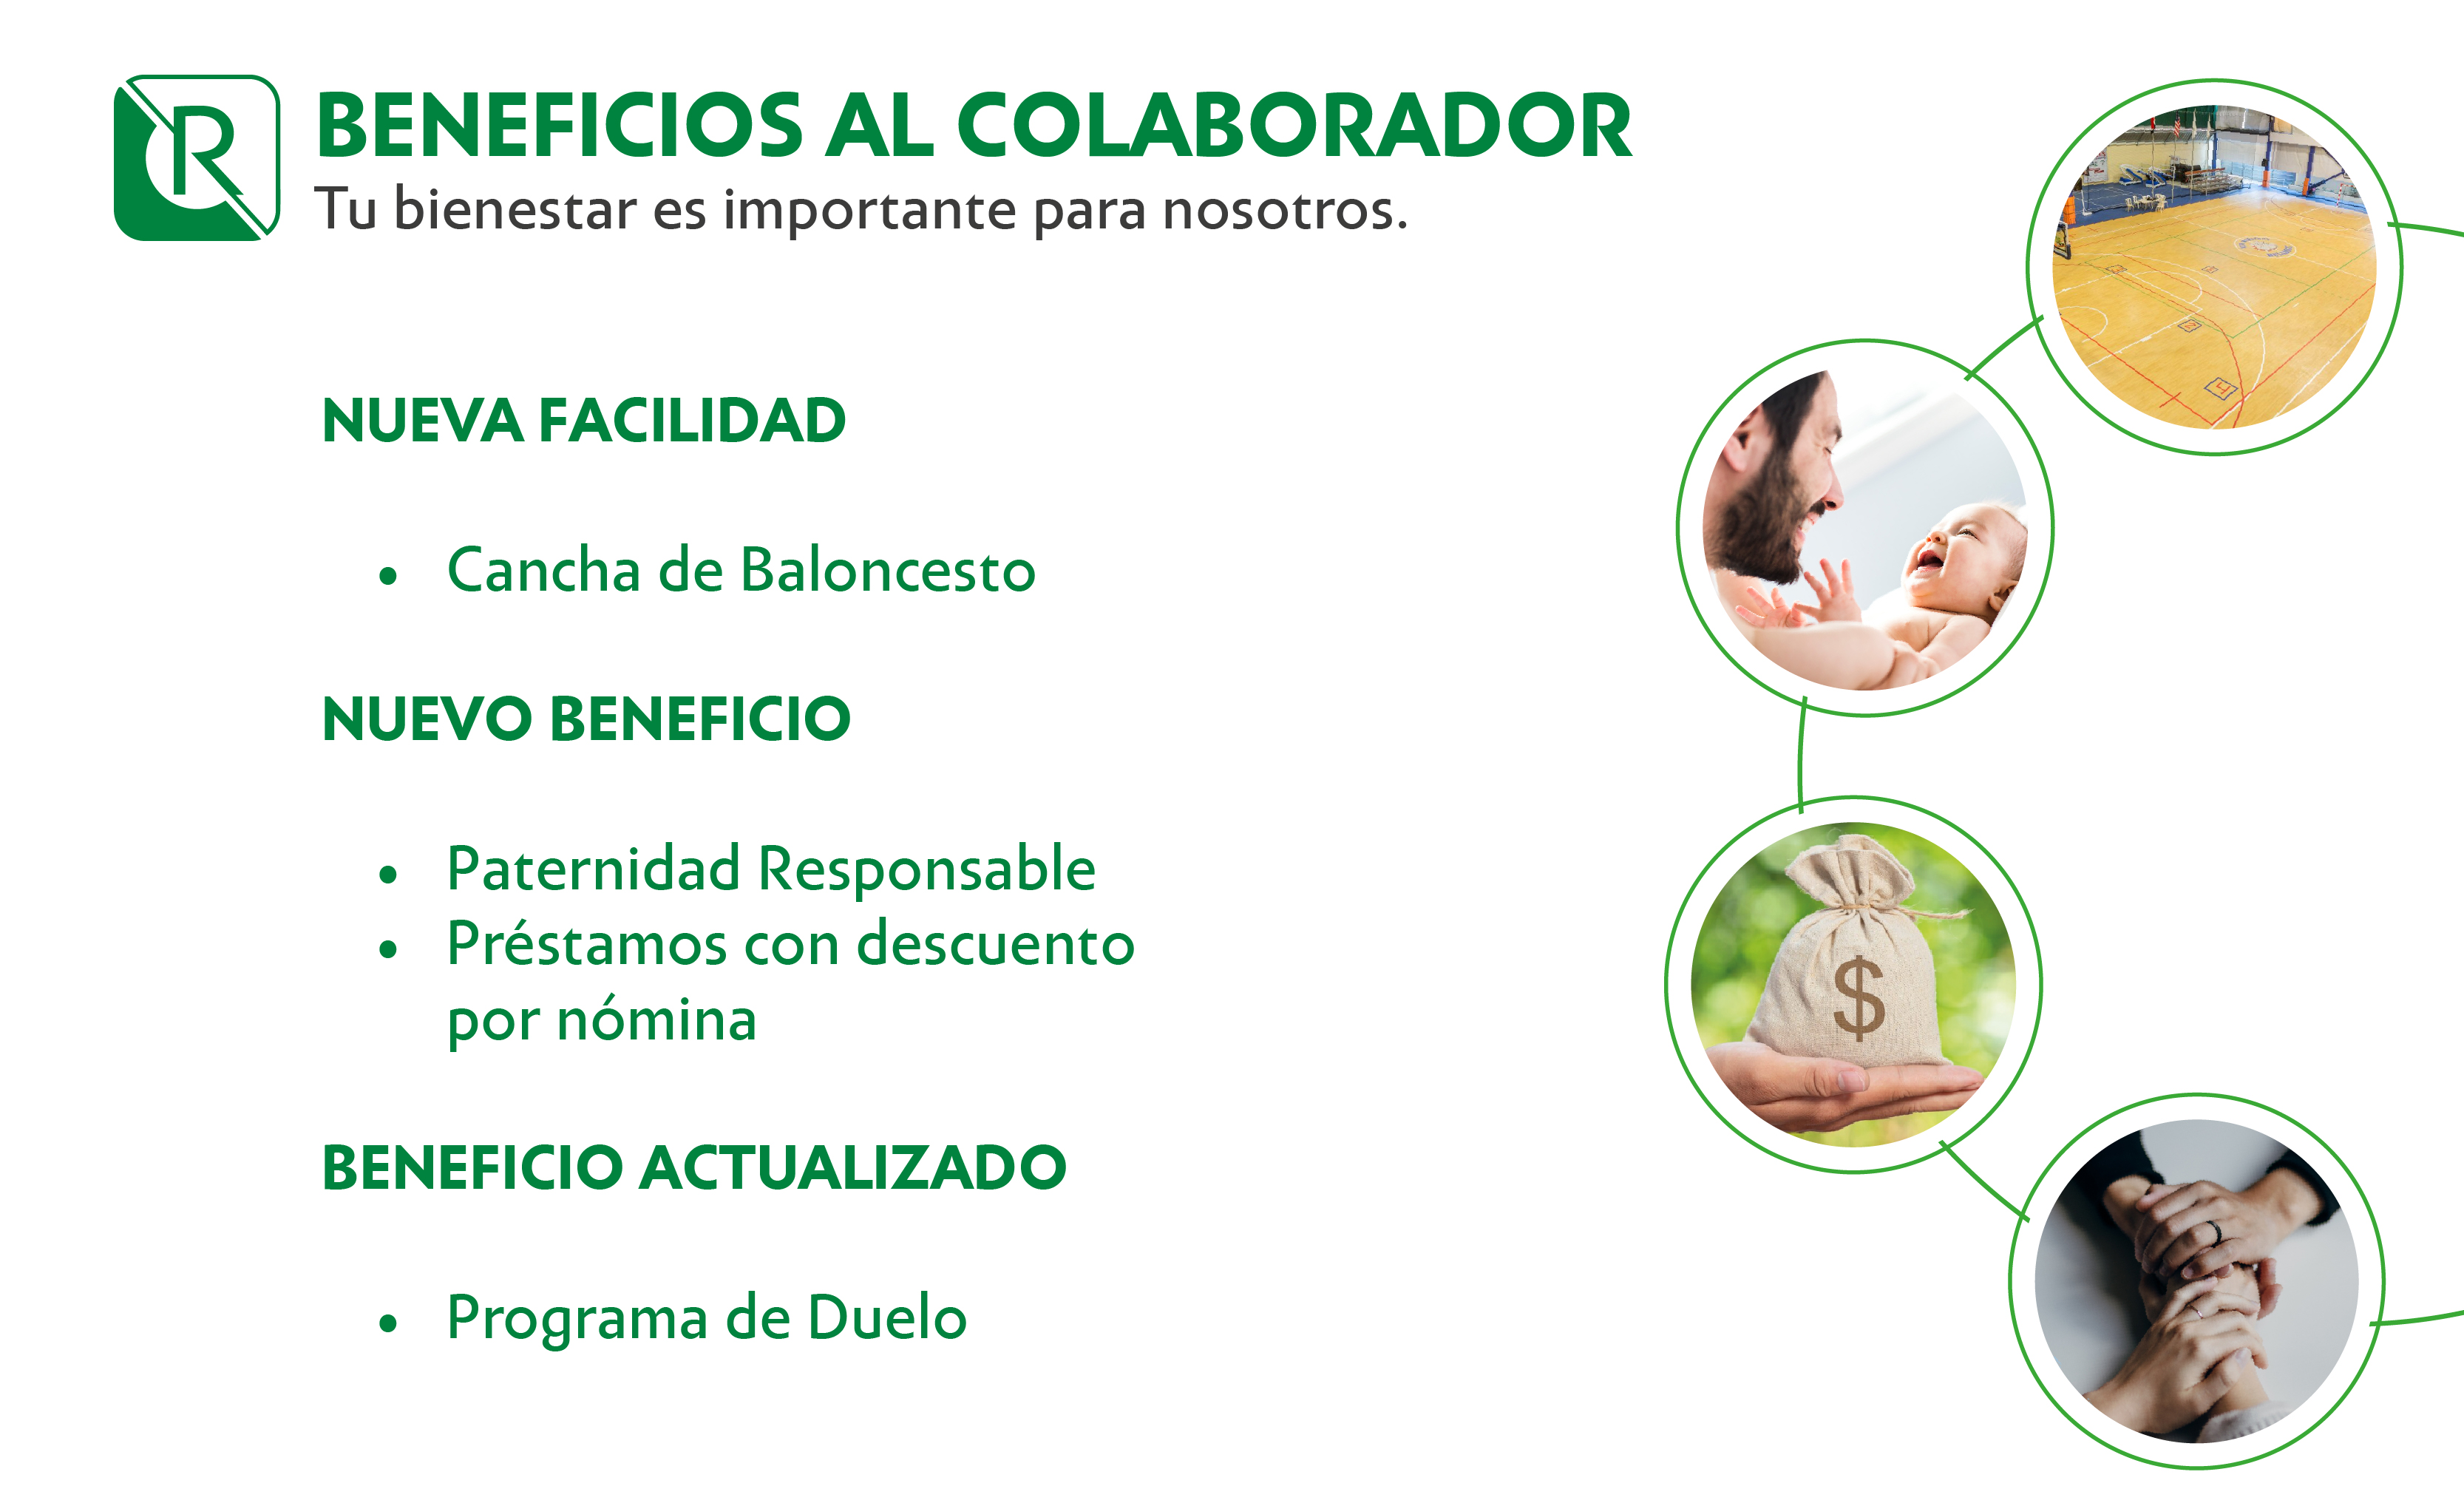 R
BENEFICIOS AL COLABORADOR
Tu bienestar es importante para nosotros.
NUEVA FACILIDAD
• Cancha de Baloncesto
NUEVO BENEFICIO
• Paternidad Responsable
• Préstamos con descuento
por nómina
BENEFICIO ACTUALIZADO
• Programa de Duelo
$